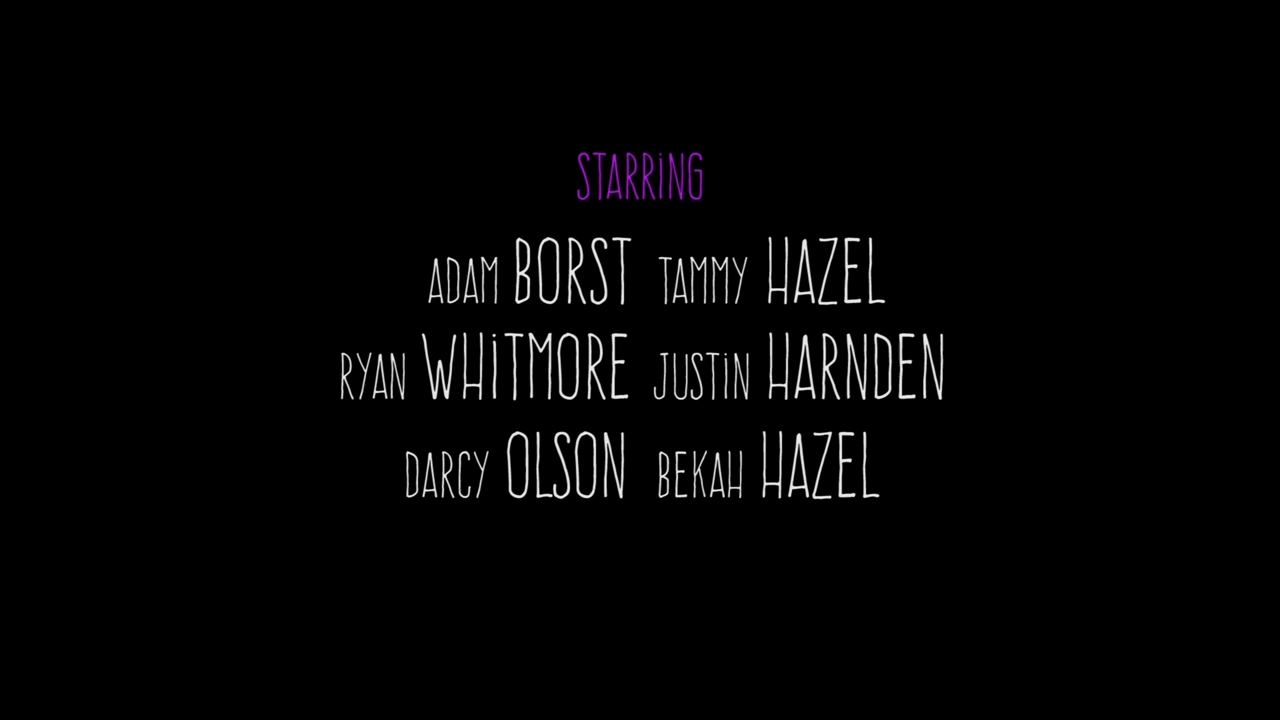 STARRiNG
ADAM BORST TAMMY HAZEL
RYAN WHiTMORE JUSTiN HARNDEN
DARCY OLSON BEKAH HAZEL